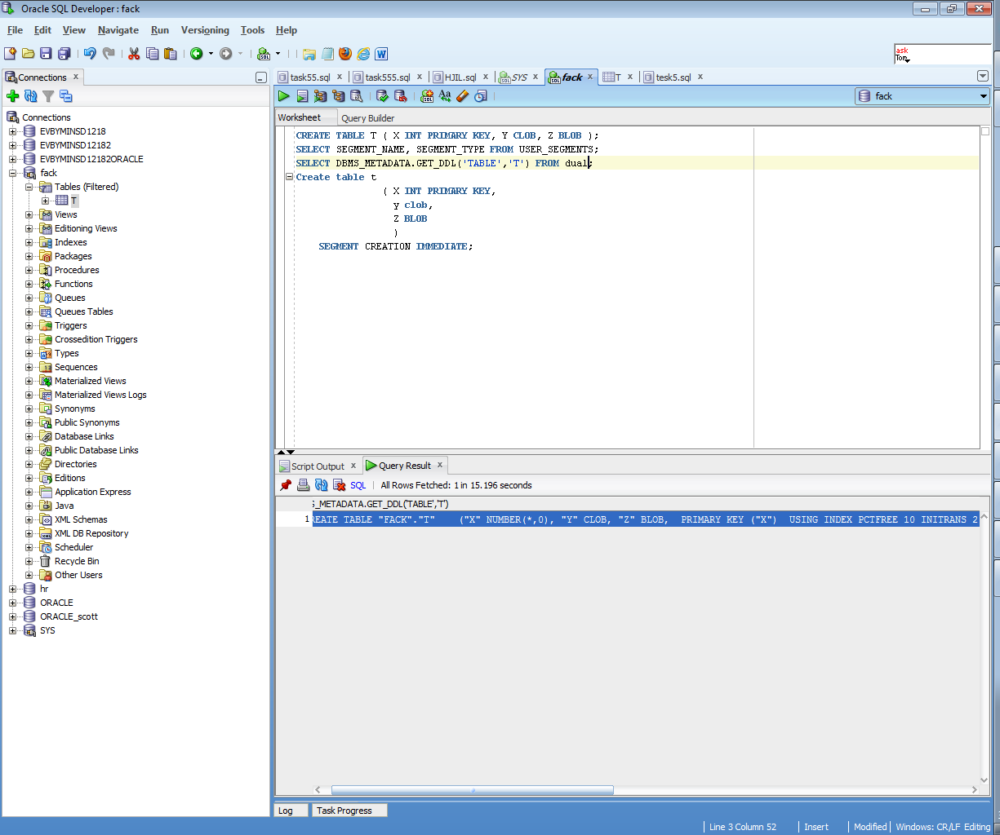 Oracle SQL Developer : fack
File Edit View Navigate Run Versioning Tools Help
ask
Tom
Connections
task55.sql task555.sql HJIL.sql SYS fack T tesk5.sql
fack
Connections
EVBYMINSD1218
EVBYMINSD12182
EVBYMINSD12182ORACLE
fack
Tables (Filtered)
T
Views
Editioning Views
Indexes
Packages
Procedures
Functions
Queues
Queues Tables
Triggers
Crossedition Triggers
Types
Sequences
Materialized Views
Materialized Views Logs
Synonyms
Public Synonyms
Database Links
Public Database Links
Directories
Editions
Application Express
Java
XML Schemas
XML DB Repository
Scheduler
Recycle Bin
Other Users
hr
ORACLE
ORACLE_scott
SYS
Worksheet Query Builder
CREATE TABLE T ( X INT PRIMARY KEY, Y CLOB, Z BLOB );
SELECT SEGMENT_NAME, SEGMENT_TYPE FROM USER_SEGMENTS;
SELECT DBMS_METADATA.GET_DDL('TABLE','T') FROM dual;
Create table t
( X INT PRIMARY KEY,
y clob,
Z BLOB
)
SEGMENT CREATION IMMEDIATE;
Script Output Query Result
SQL All Rows Fetched: 1 in 15.196 seconds
S_METADATA.GET_DDL('TABLE','T')
1 REATE TABLE "FACK"."T" ("X" NUMBER(*,0), "Y" CLOB, "Z" BLOB, PRIMARY KEY ("X") USING INDEX PCTFREE 10 INITRANS 2
Log Task Progress
Line 3 Column 52 Insert Modified Windows: CR/LF Editing